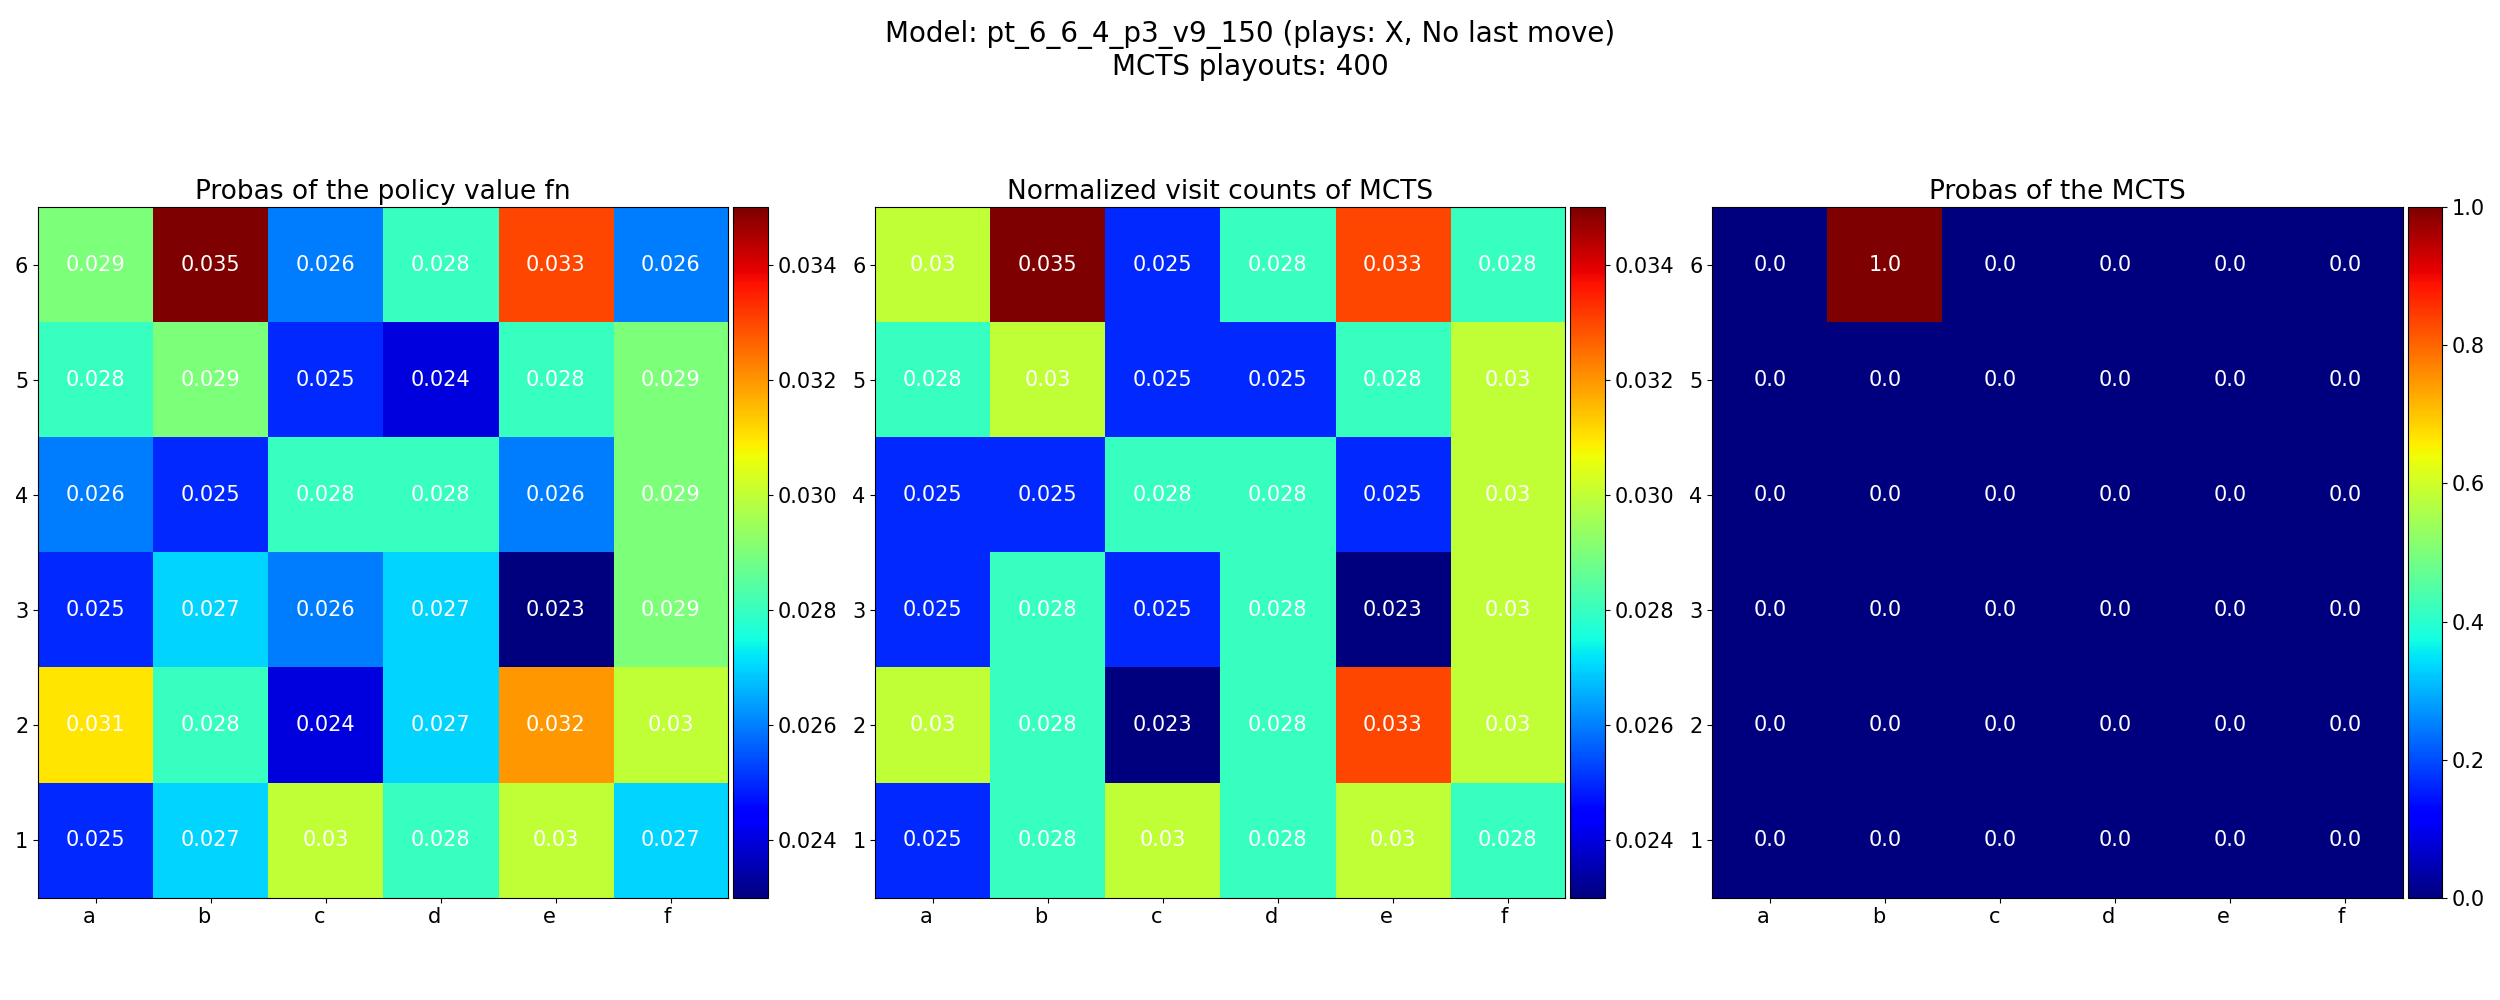 Model: pt_6_6_4_p3_v9_150 (plays: X, No last move)
MCTS playouts: 400
Probas of the policy value fn
6 0.029 0.035 0.026 0.028 0.033 0.026
5 0.028 0.029 0.025 0.024 0.028 0.029
4 0.026 0.025 0.028 0.028 0.026 0.029
3 0.025 0.027 0.026 0.027 0.023 0.029
2 0.031 0.028 0.024 0.027 0.032 0.03
1 0.025 0.027 0.03 0.028 0.03 0.027
a b c d e f
0.034
0.032
0.030
0.028
0.026
0.024
Normalized visit counts of MCTS
6 0.03 0.035 0.025 0.028 0.033 0.028
5 0.028 0.03 0.025 0.025 0.028 0.03
4 0.025 0.025 0.028 0.028 0.025 0.03
3 0.025 0.028 0.025 0.028 0.023 0.03
2 0.03 0.028 0.023 0.028 0.033 0.03
1 0.025 0.028 0.03 0.028 0.03 0.028
a b c d e f
0.034
0.032
0.030
0.028
0.026
0.024
Probas of the MCTS
6 0.0 1.0 0.0 0.0 0.0 0.0
5 0.0 0.0 0.0 0.0 0.0 0.0
4 0.0 0.0 0.0 0.0 0.0 0.0
3 0.0 0.0 0.0 0.0 0.0 0.0
2 0.0 0.0 0.0 0.0 0.0 0.0
1 0.0 0.0 0.0 0.0 0.0 0.0
a b c d e f
1.0
0.8
0.6
0.4
0.2
0.0